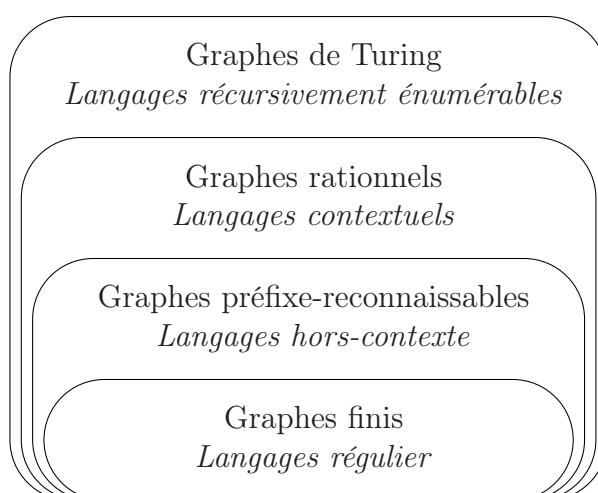 Graphes de Turing
Langages récursivement énumérables
Graphes rationnels
Langages contextuels
Graphes préfixe-reconnaissables
Langages hors-contexte
Graphes finis
Langages régulier